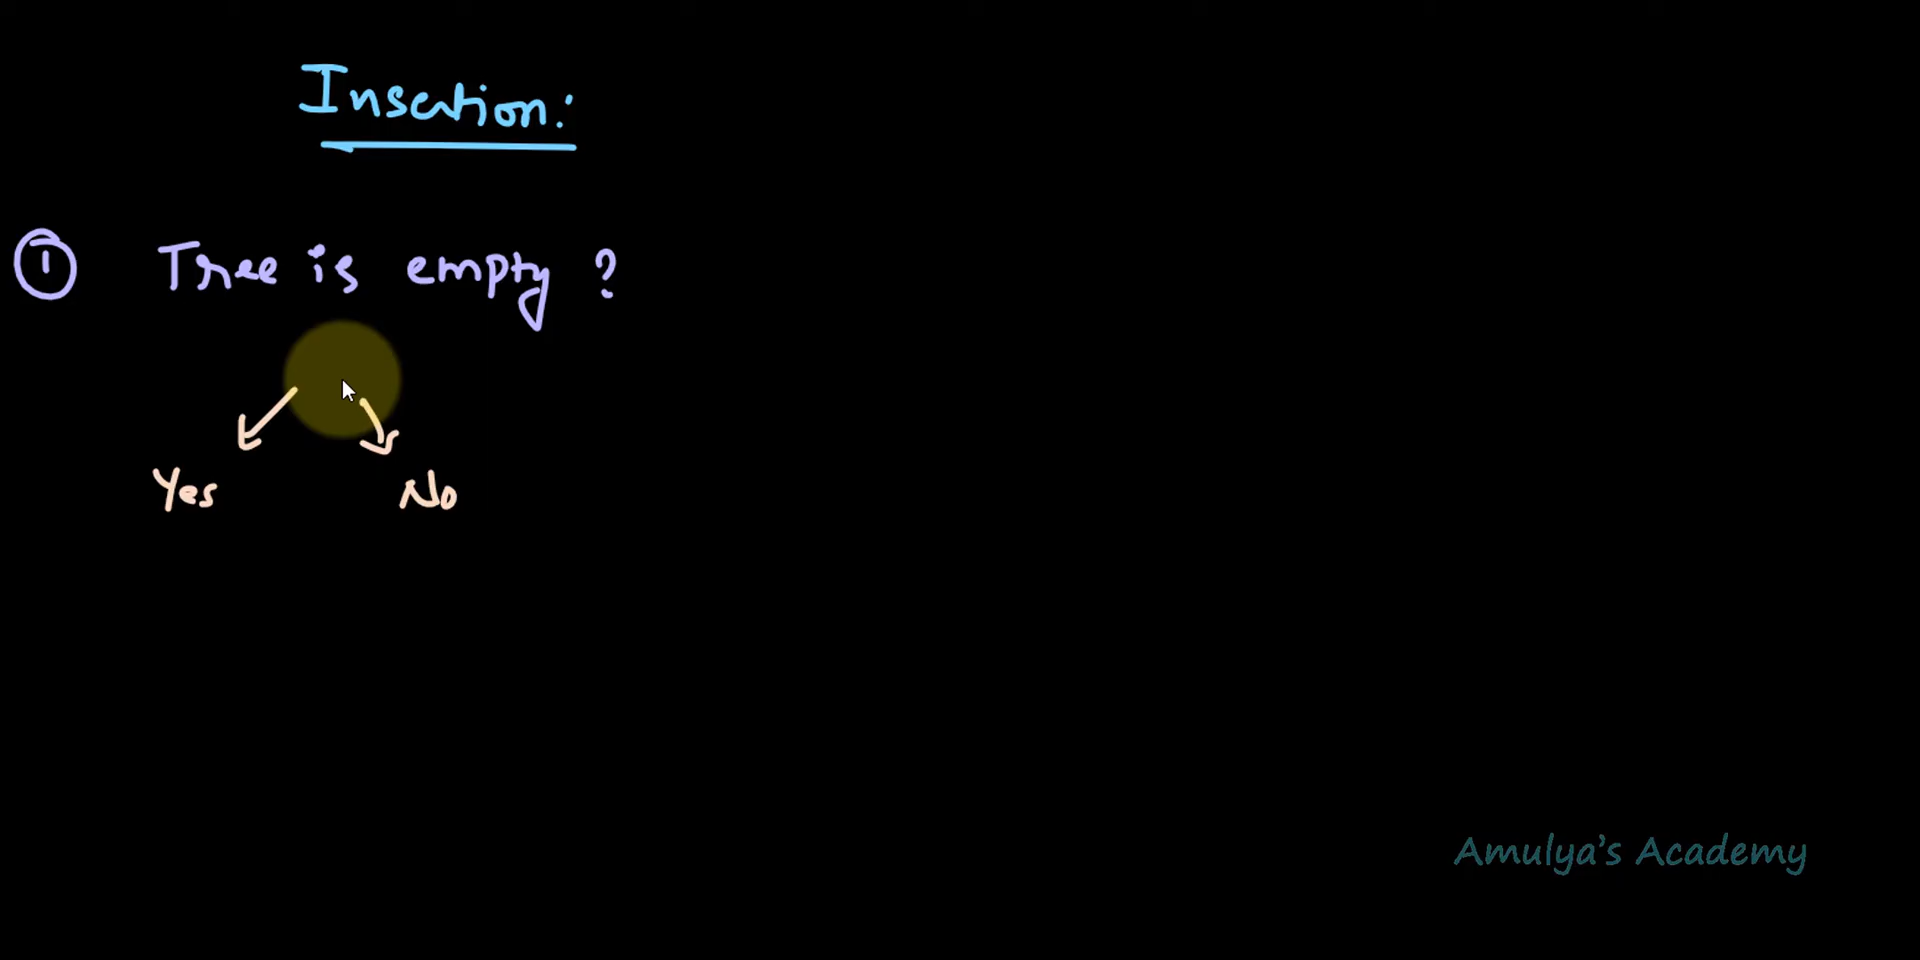 Insertion:
① Tree is empty ?
Yes No
Amulya's Academy